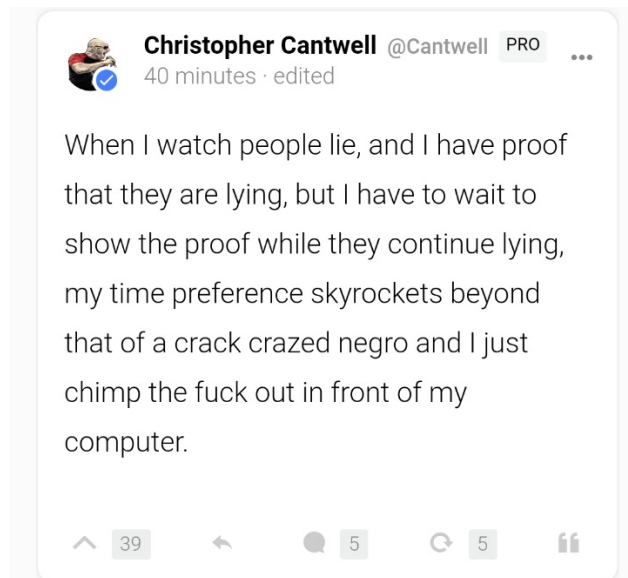 Christopher Cantwell @Cantwell PRO
40 minutes · edited
When I watch people lie, and I have proof
that they are lying, but I have to wait to
show the proof while they continue lying,
my time preference skyrockets beyond
that of a crack crazed negro and I just
chimp the fuck out in front of my
computer.
39 5 5